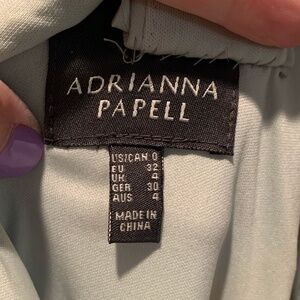 ADRIANNA
PAPELL
US/CAN 0
EU 32
UK 4
GER 30
AUS 4
MADE IN
CHINA